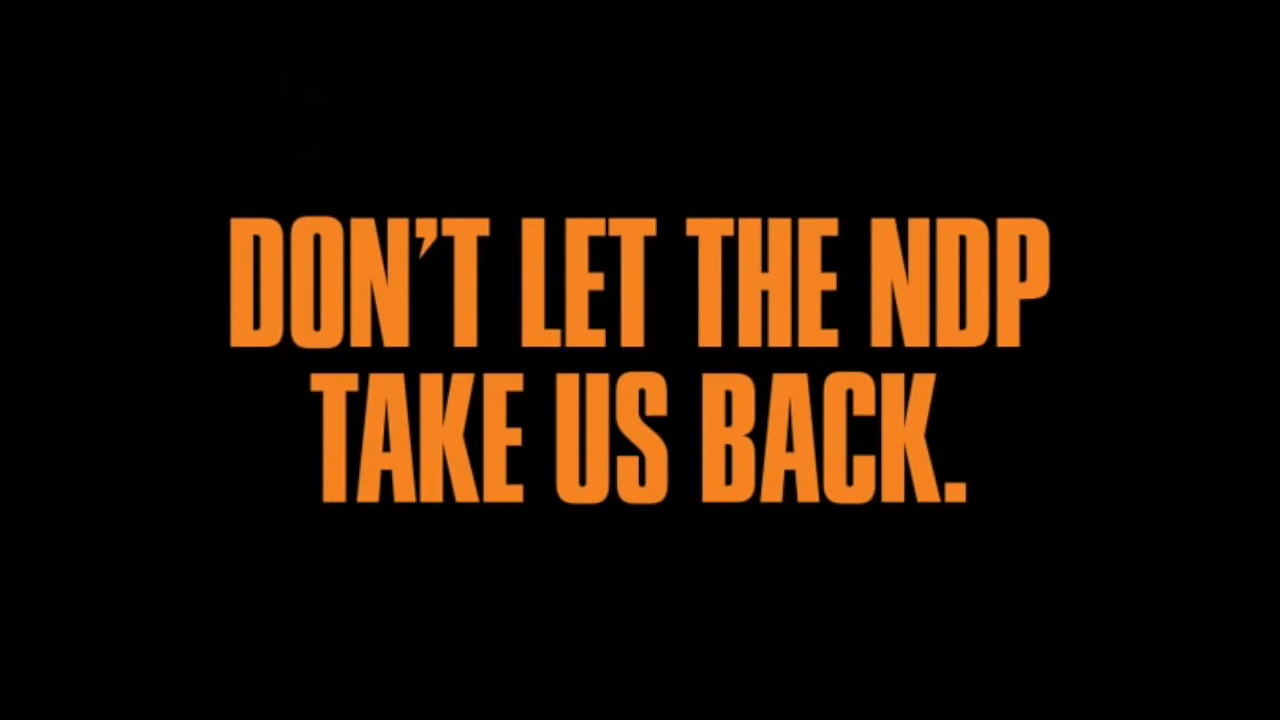 DON’T LET THE NDP
TAKE US BACK.